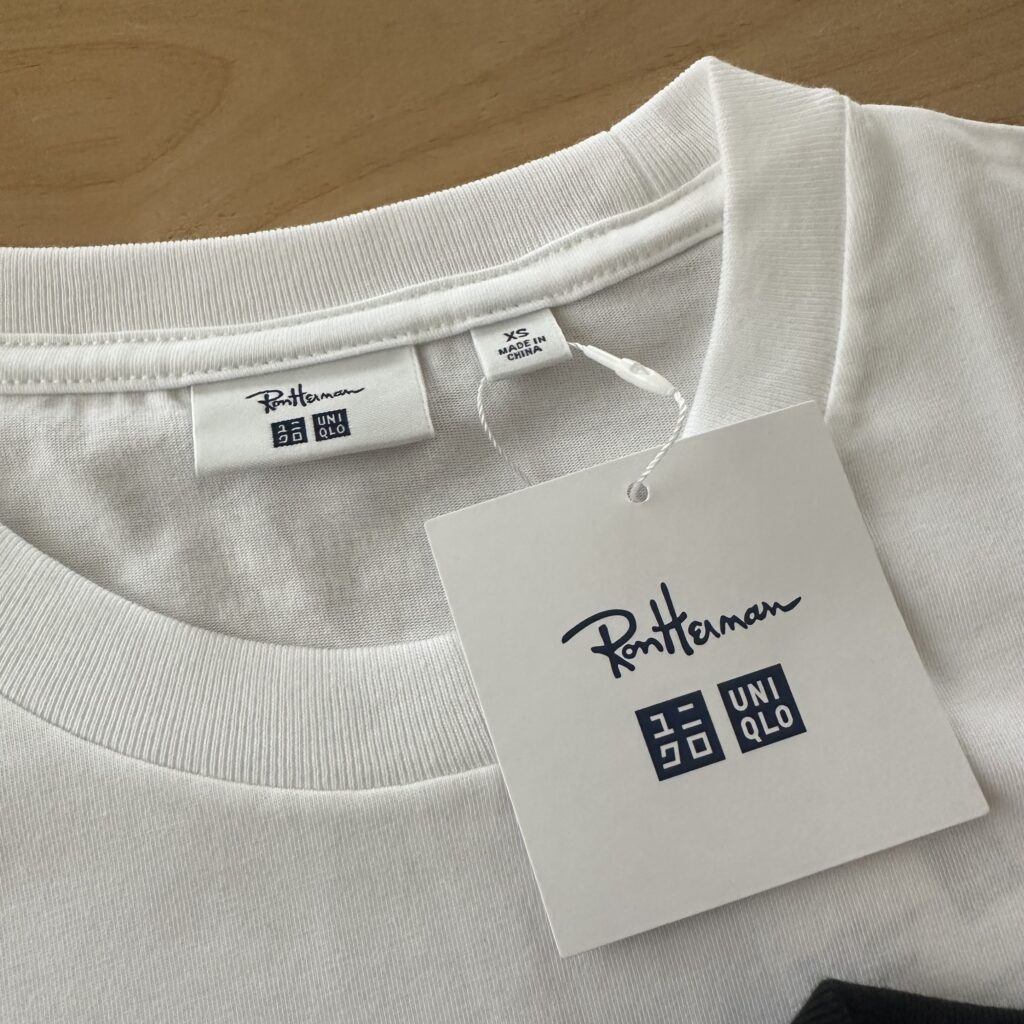 RonHerman
ユニ UNI
クロ QLO
XS
MADE IN
CHINA
RonHerman
ユニ UNI
クロ QLO